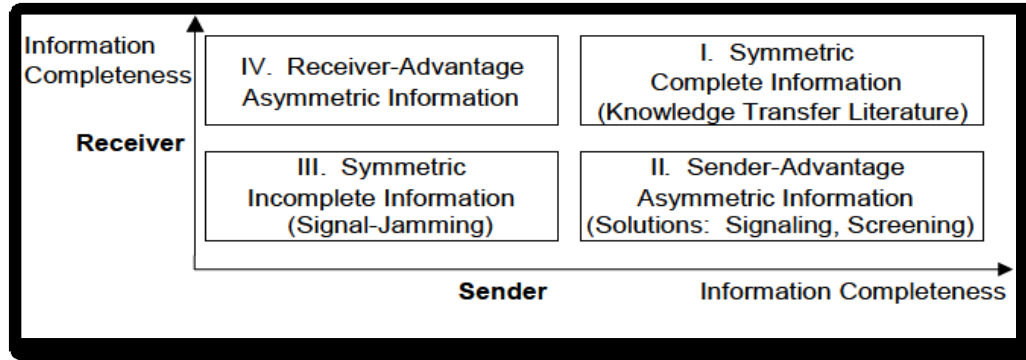 Information
Completeness
IV. Receiver-Advantage
Asymmetric Information
I. Symmetric
Complete Information
(Knowledge Transfer Literature)
Receiver
III. Symmetric
Incomplete Information
(Signal-Jamming)
II. Sender-Advantage
Asymmetric Information
(Solutions: Signaling, Screening)
Sender
Information Completeness